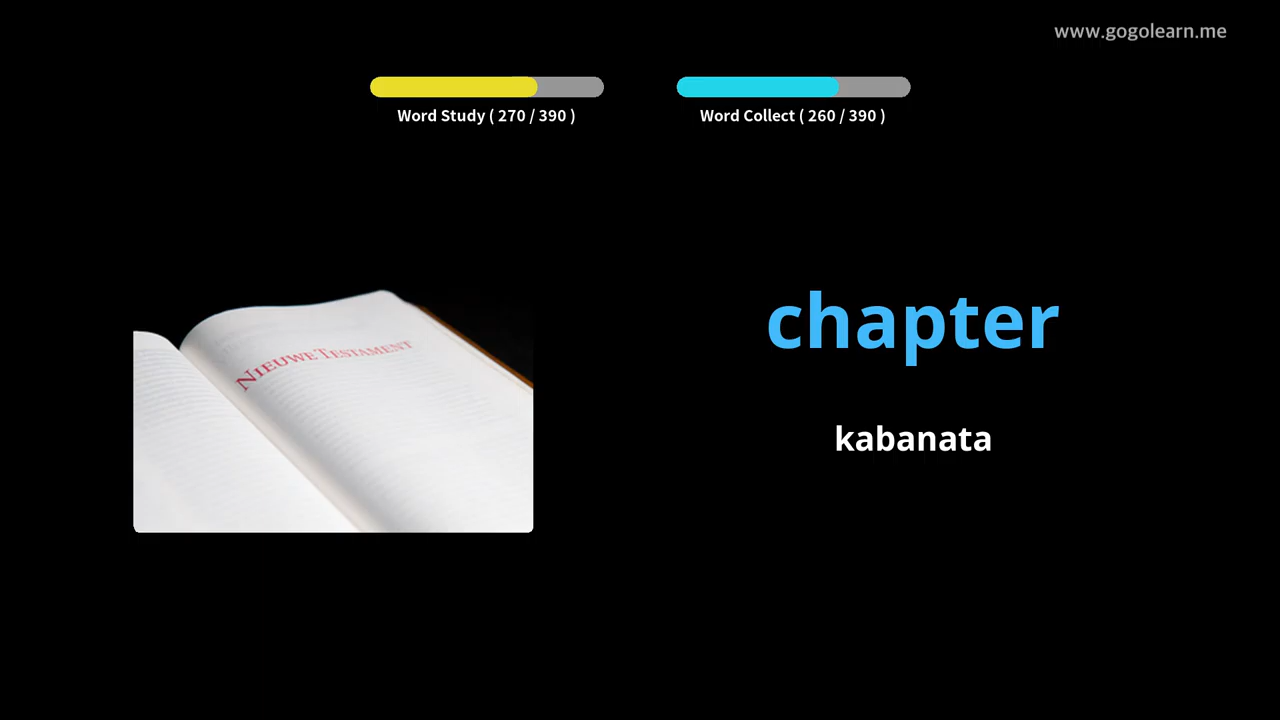 www.gogolearn.me
Word Study ( 270 / 390 )
Word Collect ( 260 / 390 )
NIEUWE TESTAMENT
chapter
kabanata